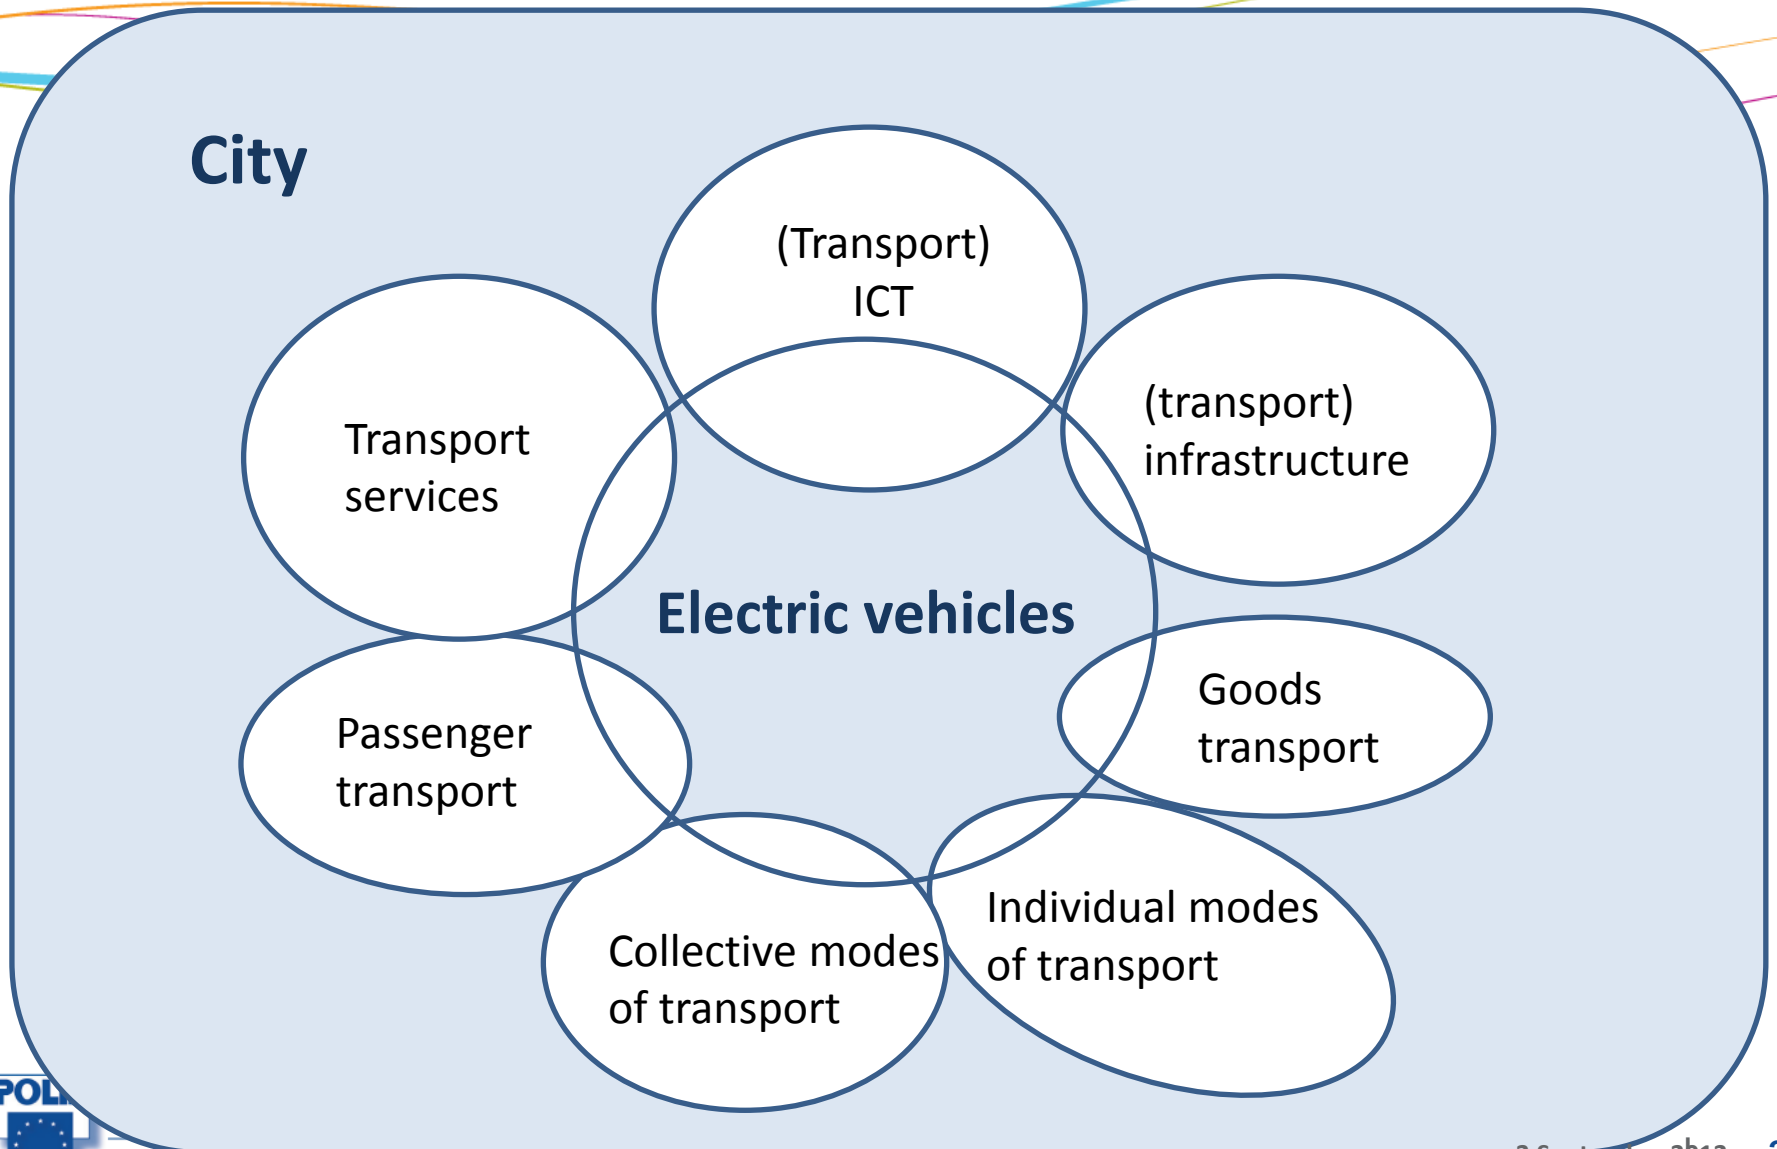 City
(Transport)
ICT
(transport)
infrastructure
Transport
services
Electric vehicles
Goods
transport
Passenger
transport
Individual modes
of transport
Collective modes
of transport